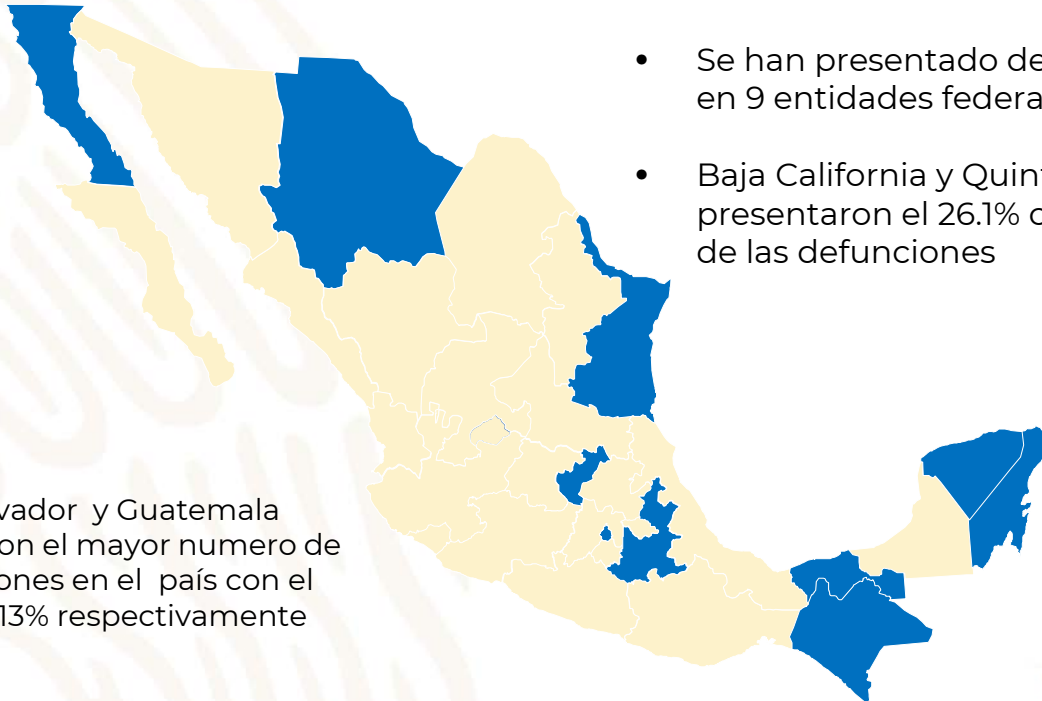 • Se han presentado de
en 9 entidades federa
• Baja California y Quin
presentaron el 26.1%
de las defunciones
vador y Guatemala
on el mayor numero de
ones en el país con el
13% respectivamente